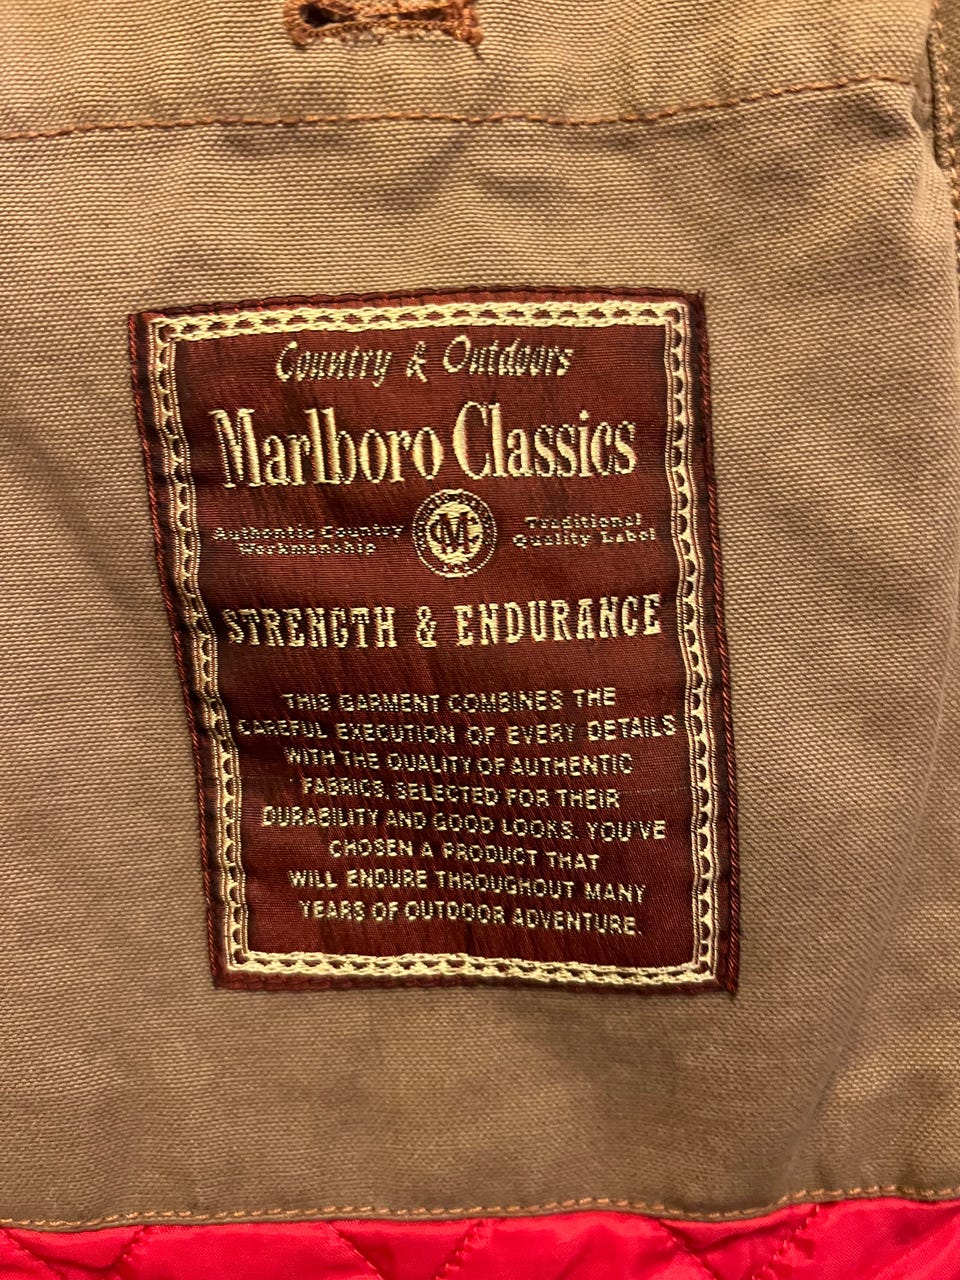 Country & Outdoors
Marlboro Classics
Authentic Country Workmanship
MC
Traditional Quality Label
STRENGTH & ENDURANCE
THIS GARMENT COMBINES THE
CAREFUL EXECUTION OF EVERY DETAILS
WITH THE QUALITY OF AUTHENTIC
FABRICS, SELECTED FOR THEIR
DURABILITY AND GOOD LOOKS. YOU'VE
CHOSEN A PRODUCT THAT
WILL ENDURE THROUGHOUT MANY
YEARS OF OUTDOOR ADVENTURE.